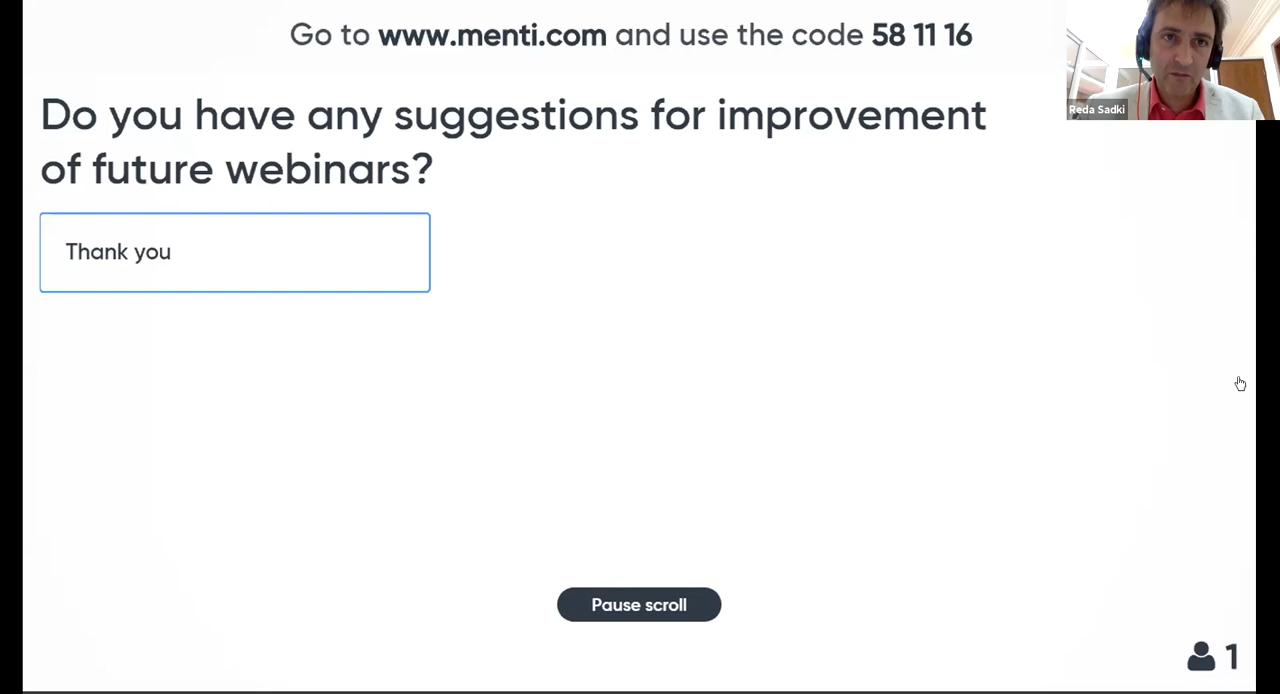 Go to www.menti.com and use the code 58 11 16
Reda Sadki
Do you have any suggestions for improvement
of future webinars?
Thank you
Pause scroll
1